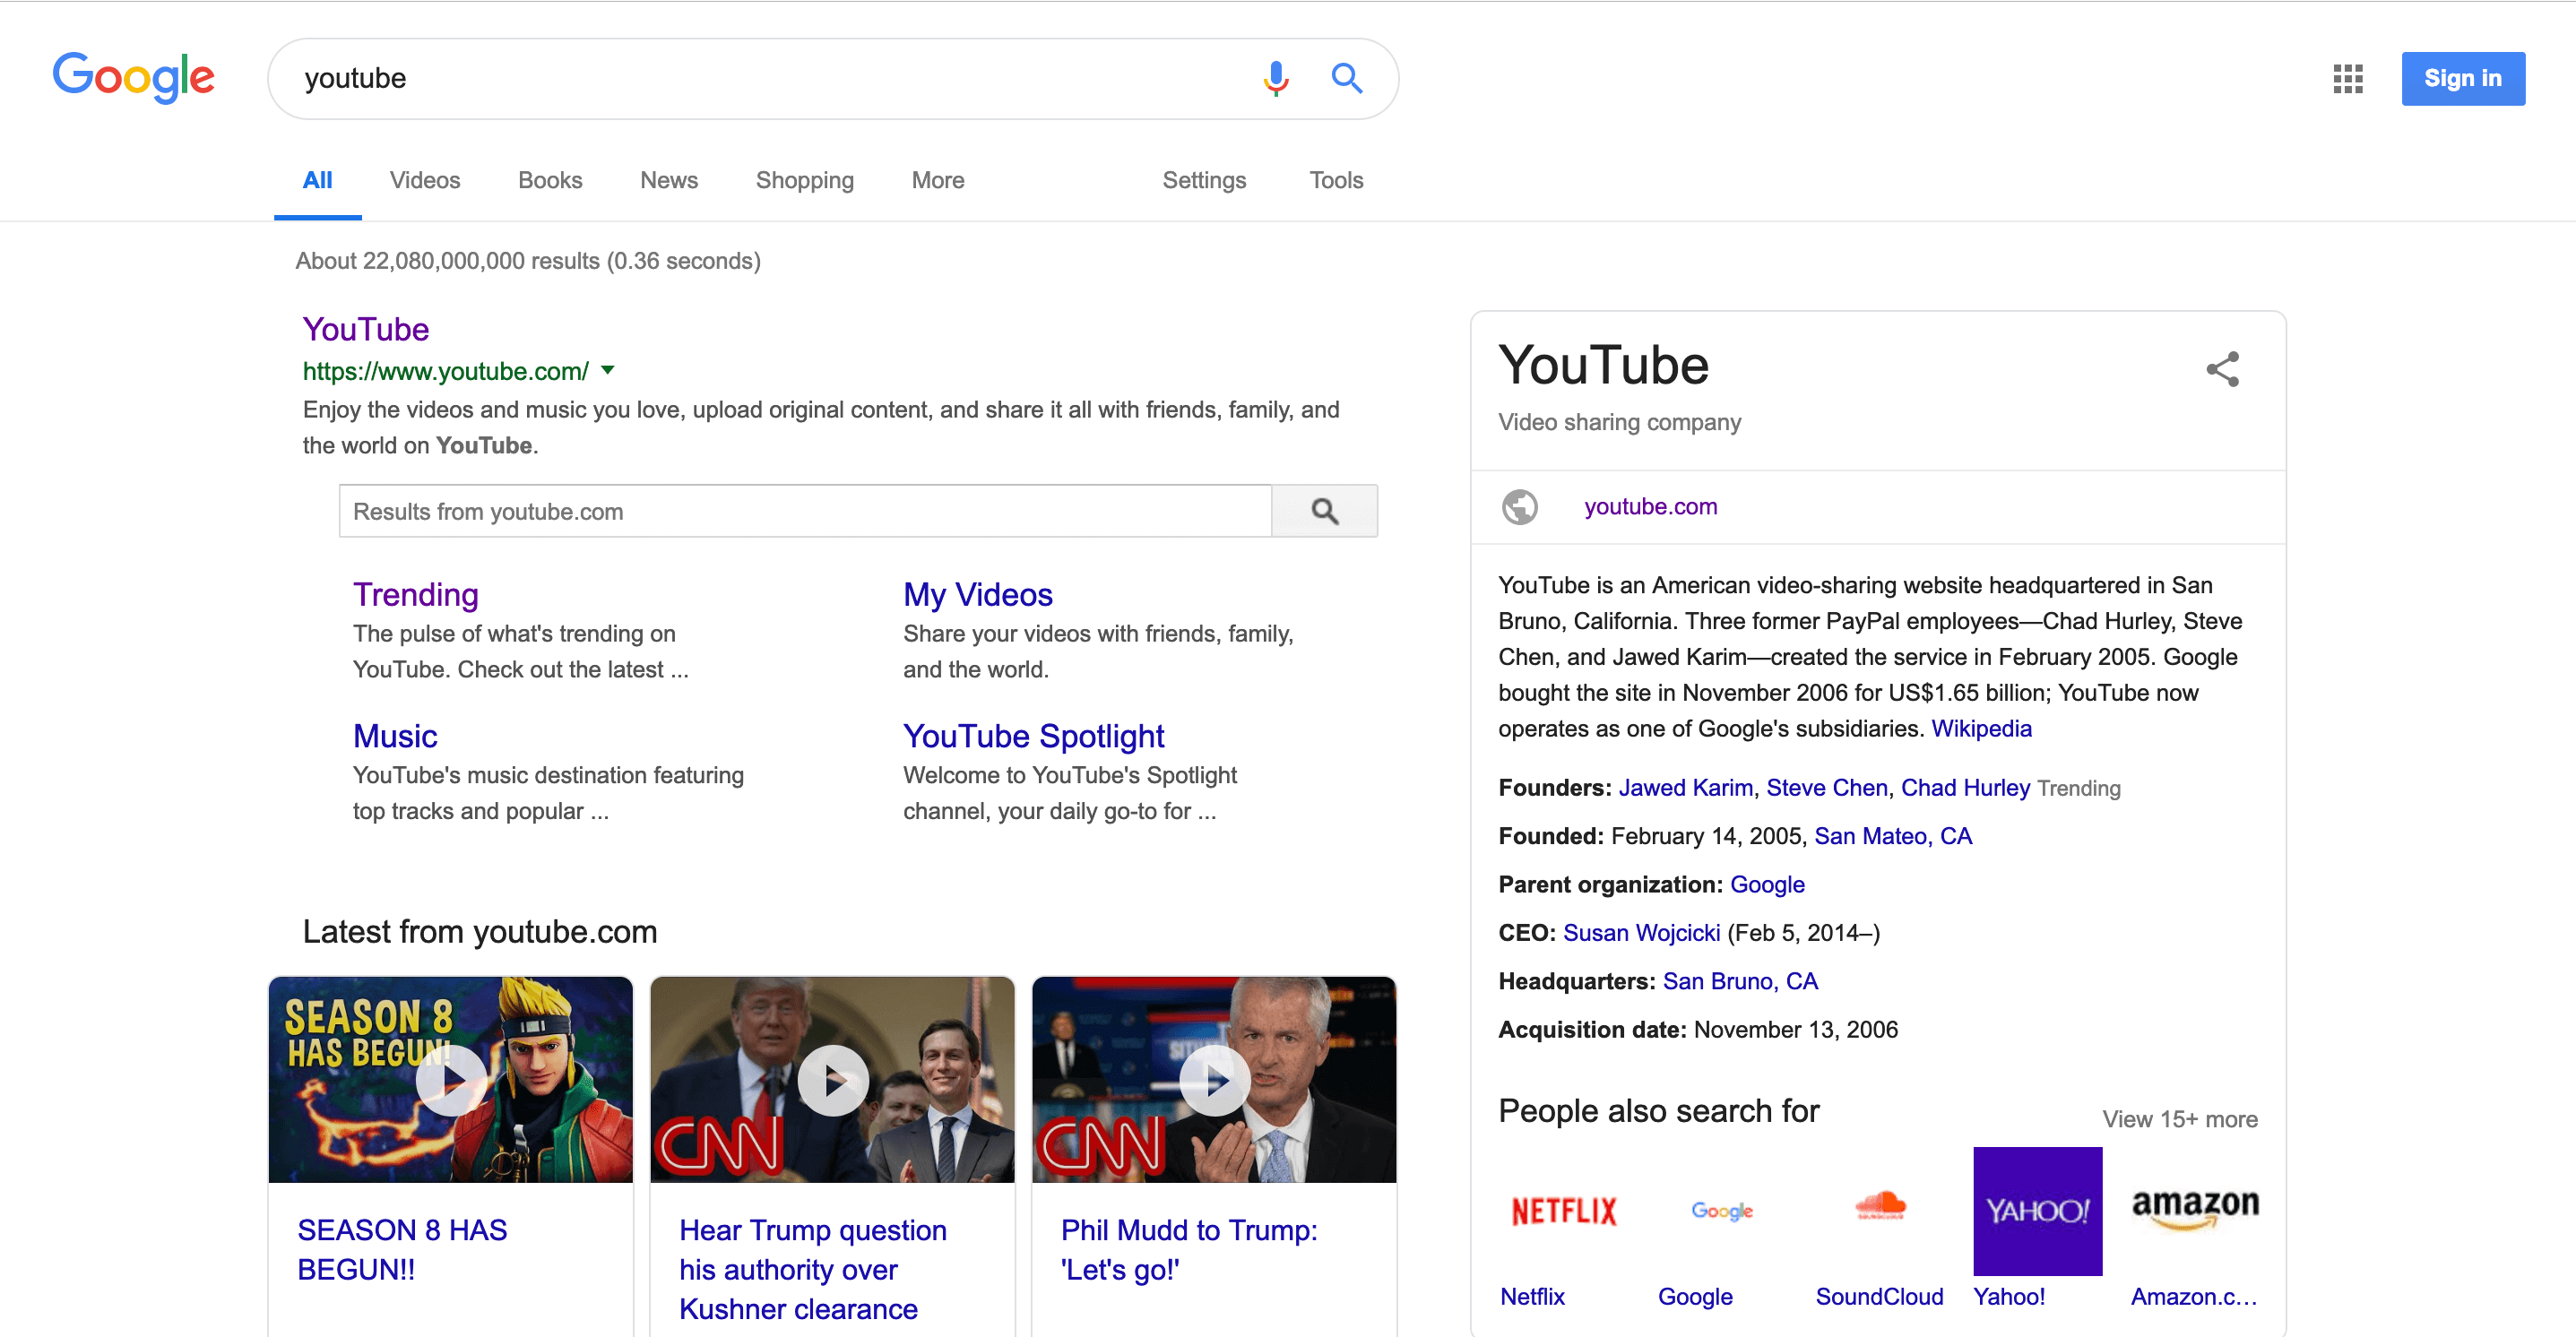 Google
youtube
Sign in
All Videos Books News Shopping More Settings Tools
About 22,080,000,000 results (0.36 seconds)
YouTube
https://www.youtube.com/
Enjoy the videos and music you love, upload original content, and share it all with friends, family, and
the world on YouTube.
Results from youtube.com
Trending
The pulse of what's trending on
YouTube. Check out the latest ...
My Videos
Share your videos with friends, family,
and the world.
Music
YouTube's music destination featuring
top tracks and popular ...
YouTube Spotlight
Welcome to YouTube's Spotlight
channel, your daily go-to for ...
Latest from youtube.com
SEASON 8
HAS BEGUN!
SEASON 8 HAS
BEGUN!!
CNN
Hear Trump question
his authority over
Kushner clearance
CNN
Phil Mudd to Trump:
'Let's go!'
YouTube
Video sharing company
youtube.com
YouTube is an American video-sharing website headquartered in San
Bruno, California. Three former PayPal employees—Chad Hurley, Steve
Chen, and Jawed Karim—created the service in February 2005. Google
bought the site in November 2006 for US$1.65 billion; YouTube now
operates as one of Google's subsidiaries. Wikipedia
Founders: Jawed Karim, Steve Chen, Chad Hurley Trending
Founded: February 14, 2005, San Mateo, CA
Parent organization: Google
CEO: Susan Wojcicki (Feb 5, 2014–)
Headquarters: San Bruno, CA
Acquisition date: November 13, 2006
People also search for
View 15+ more
NETFLIX
Google
SOUNDCLOUD
YAHOO!
amazon
Netflix
Google
SoundCloud
Yahoo!
Amazon.c...